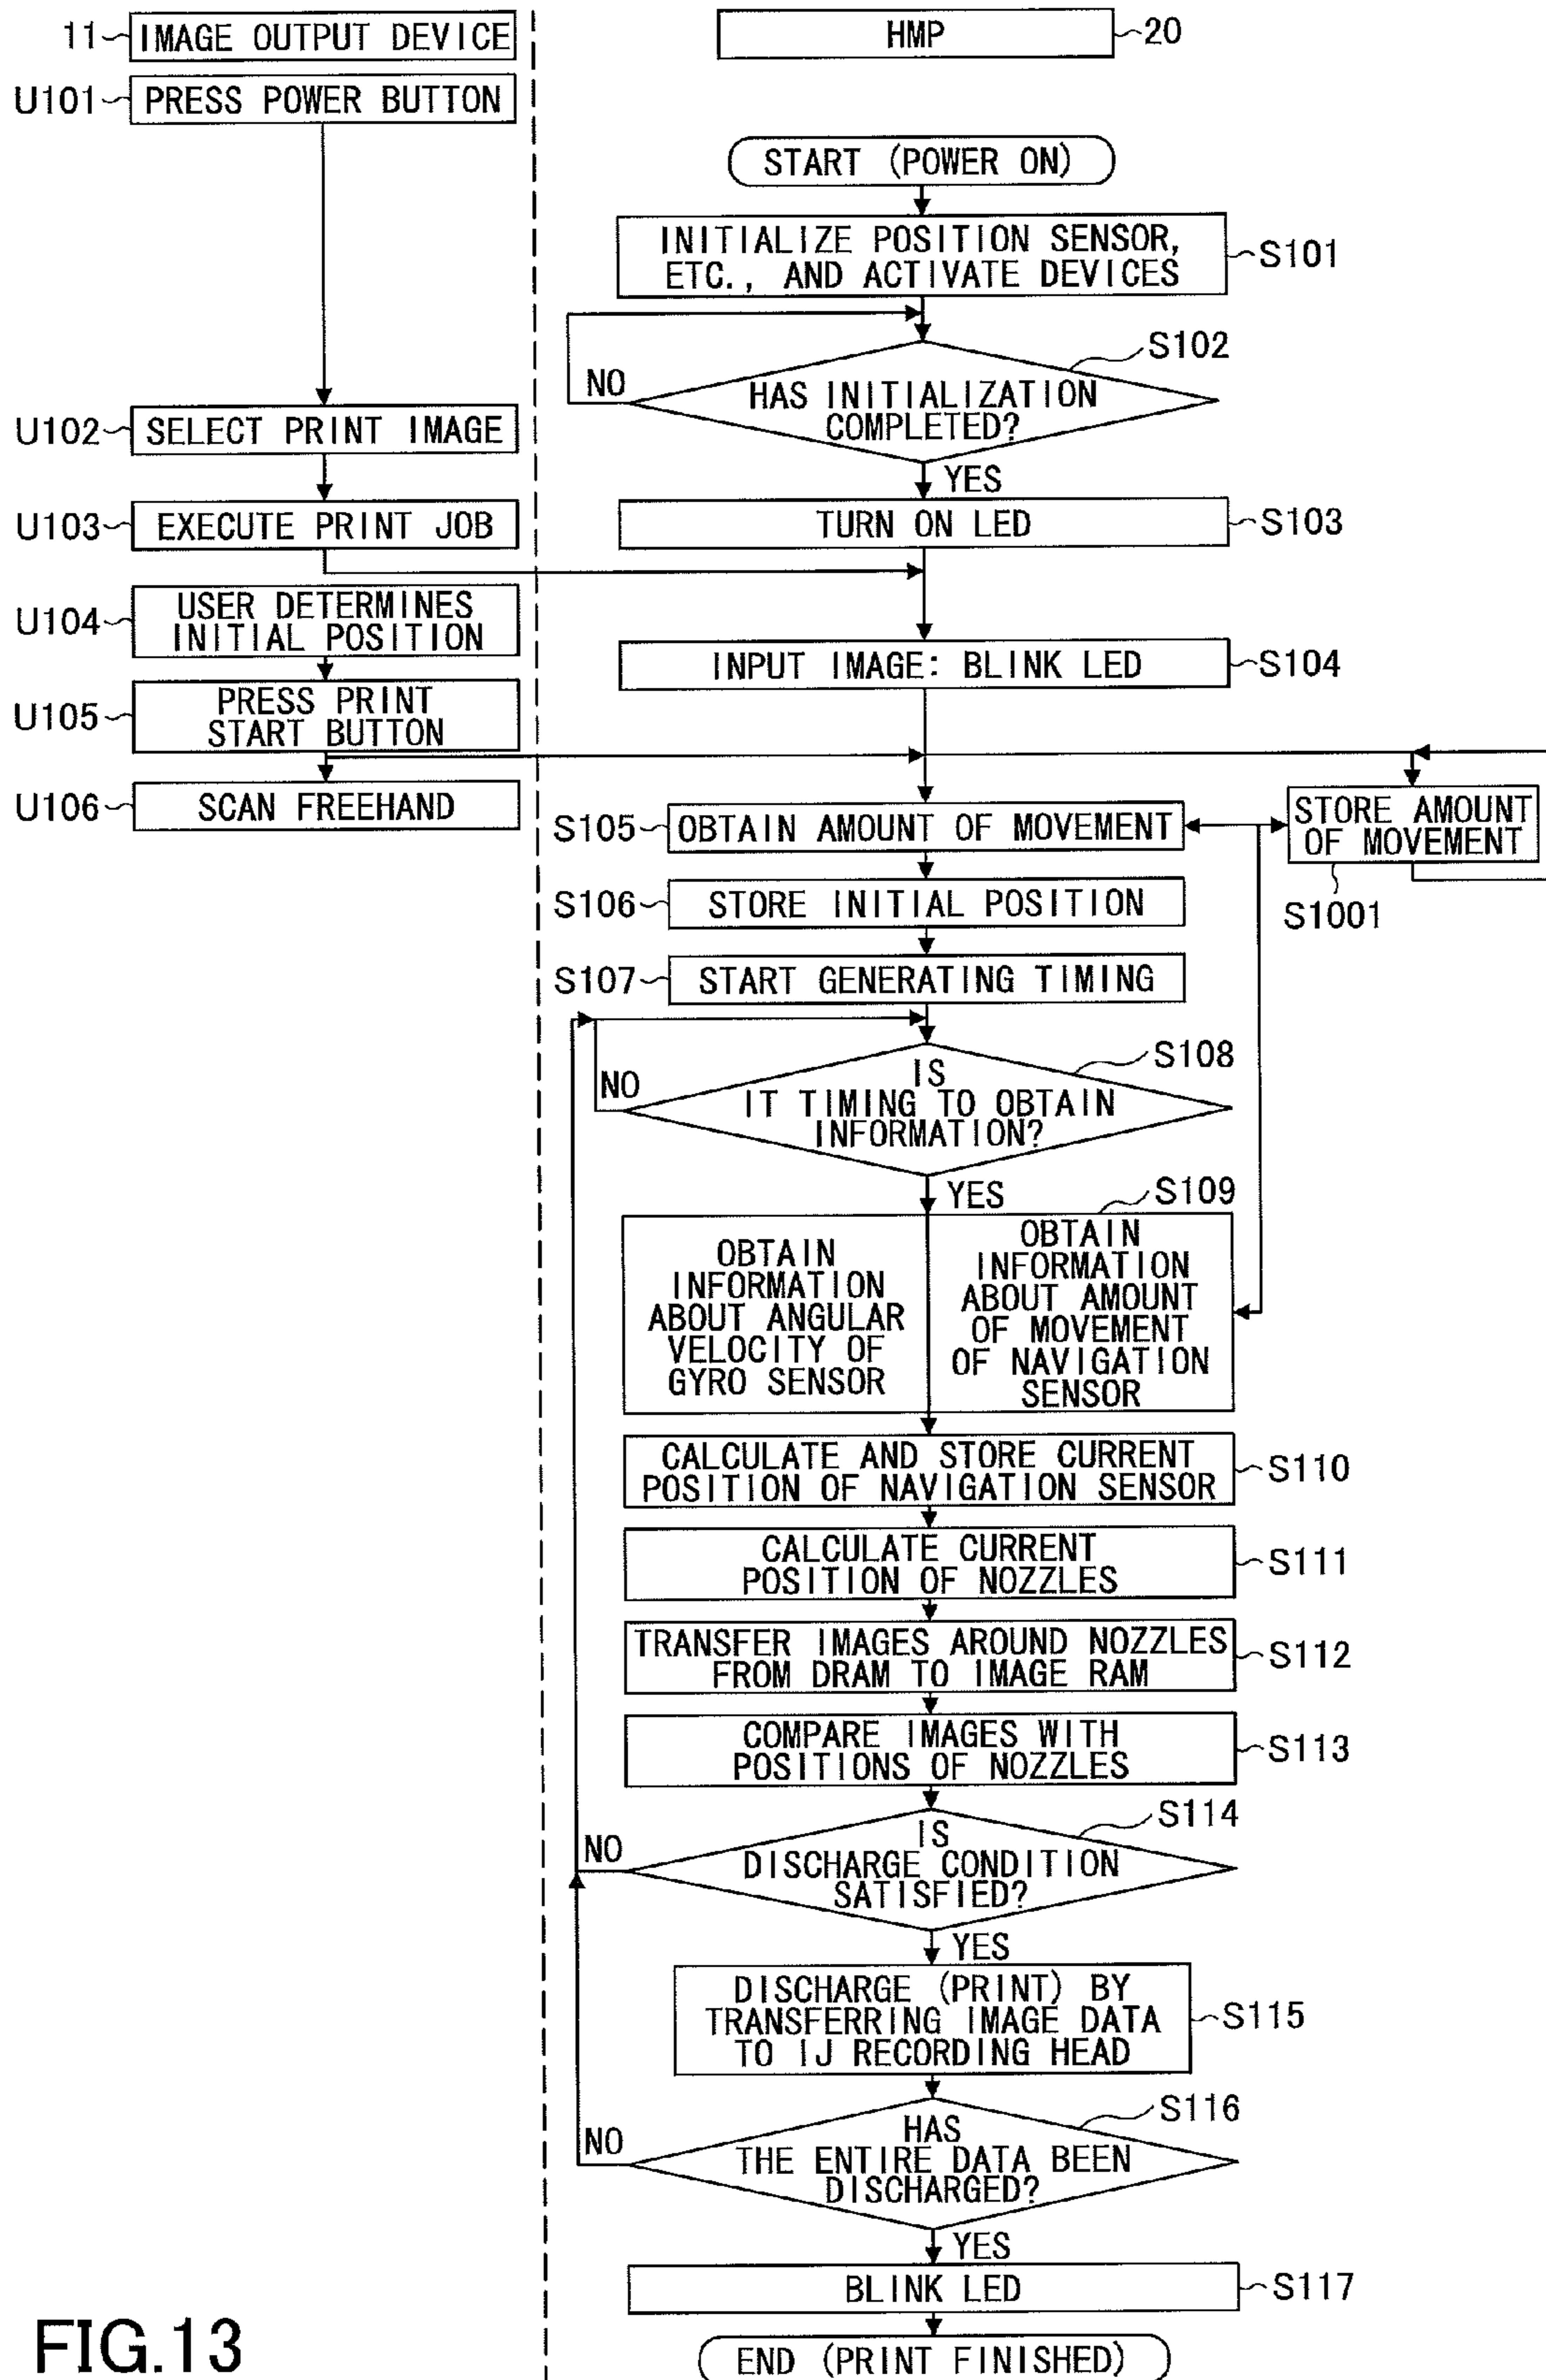 11
IMAGE OUTPUT DEVICE
HMP
20
U101
PRESS POWER BUTTON
START (POWER ON)
INITIALIZE POSITION SENSOR,
ETC., AND ACTIVATE DEVICES
S101
S102
NO
HAS INITIALIZATION
COMPLETED?
YES
U102
SELECT PRINT IMAGE
U103
EXECUTE PRINT JOB
TURN ON LED
S103
U104
USER DETERMINES
INITIAL POSITION
INPUT IMAGE: BLINK LED
S104
U105
PRESS PRINT
START BUTTON
U106
SCAN FREEHAND
S105
OBTAIN AMOUNT OF MOVEMENT
STORE AMOUNT
OF MOVEMENT
S1001
S106
STORE INITIAL POSITION
S107
START GENERATING TIMING
S108
NO
IS
IT TIMING TO OBTAIN
INFORMATION?
YES
S109
OBTAIN
INFORMATION
ABOUT ANGULAR
VELOCITY OF
GYRO SENSOR
OBTAIN
INFORMATION
ABOUT AMOUNT
OF MOVEMENT
OF NAVIGATION
SENSOR
CALCULATE AND STORE CURRENT
POSITION OF NAVIGATION SENSOR
S110
CALCULATE CURRENT
POSITION OF NOZZLES
S111
TRANSFER IMAGES AROUND NOZZLES
FROM DRAM TO IMAGE RAM
S112
COMPARE IMAGES WITH
POSITIONS OF NOZZLES
S113
S114
NO
IS
DISCHARGE CONDITION
SATISFIED?
YES
DISCHARGE (PRINT) BY
TRANSFERRING IMAGE DATA
TO IJ RECORDING HEAD
S115
S116
NO
HAS
THE ENTIRE DATA BEEN
DISCHARGED?
YES
BLINK LED
S117
END (PRINT FINISHED)
FIG.13